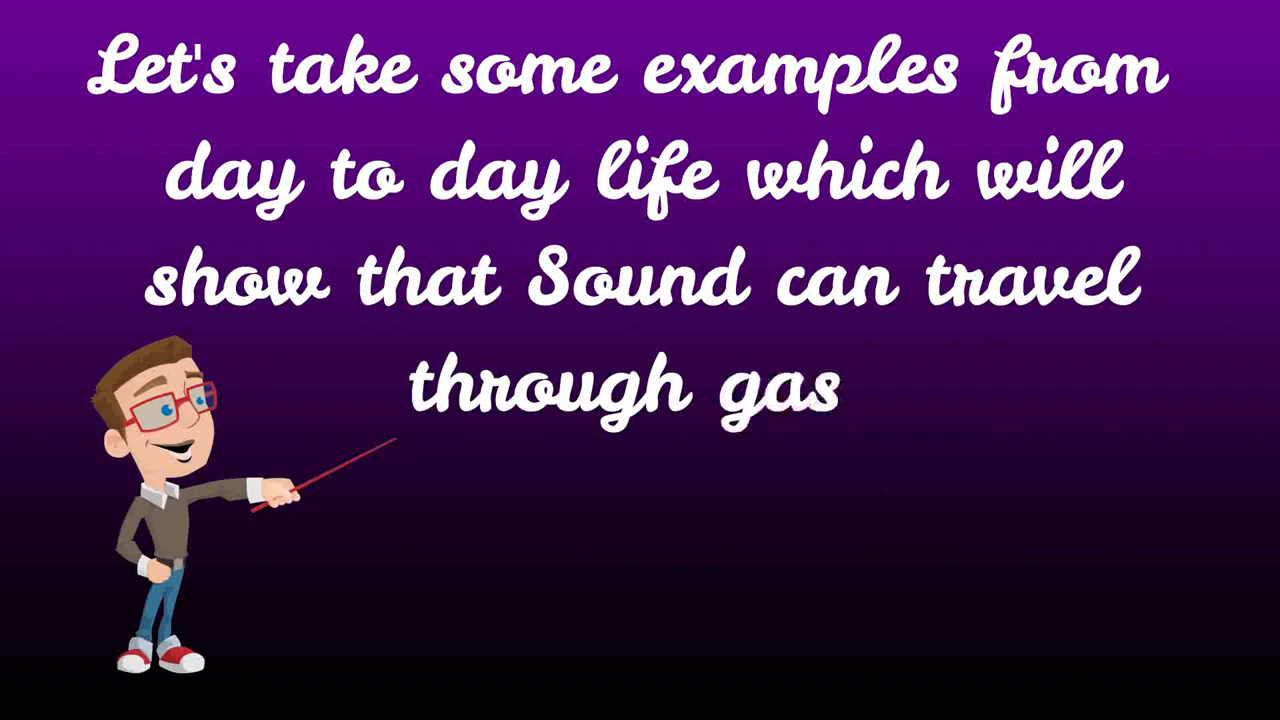 Let's take some examples from
day to day life which will
show that Sound can travel
through gas